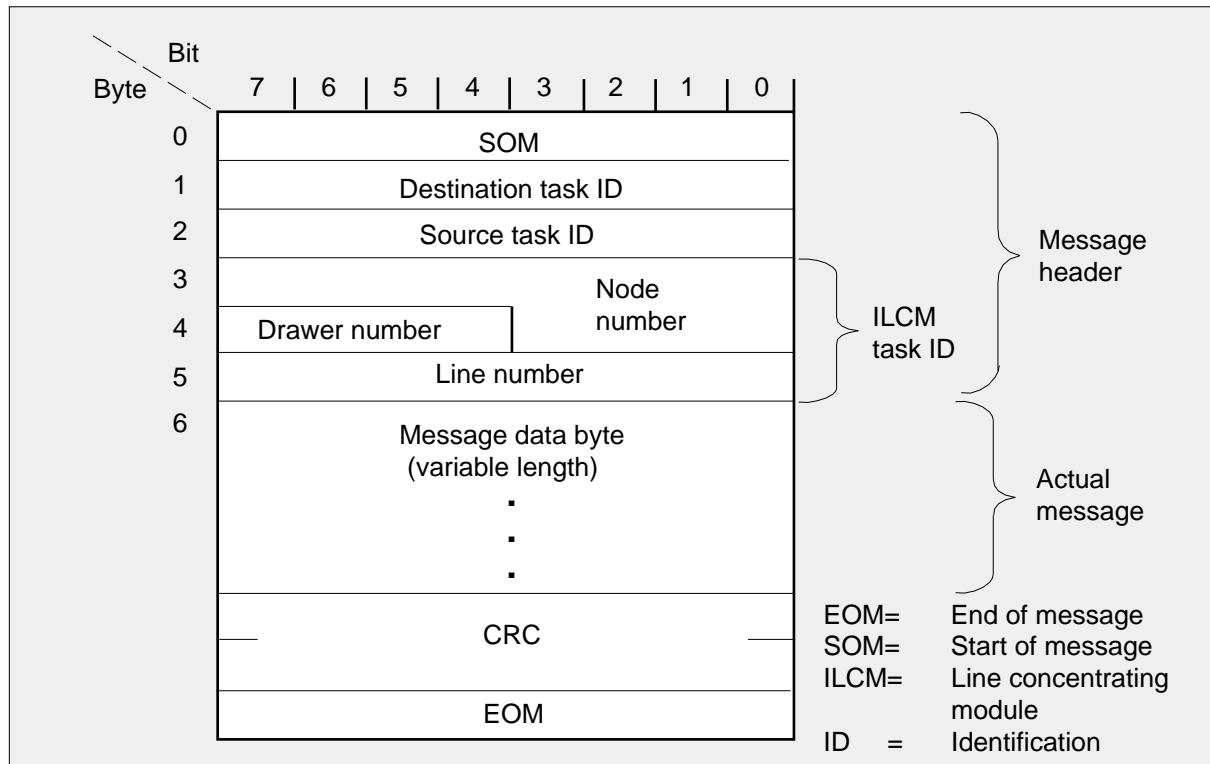 Bit
Byte 7 6 5 4 3 2 1 0
0 SOM
1 Destination task ID
2 Source task ID
3 Node
number
4 Drawer number
5 Line number
6 Message data byte
(variable length)
.
.
.
CRC
EOM
ILCM
task ID
Message
header
Actual
message
EOM= End of message
SOM= Start of message
ILCM= Line concentrating
module
ID = Identification